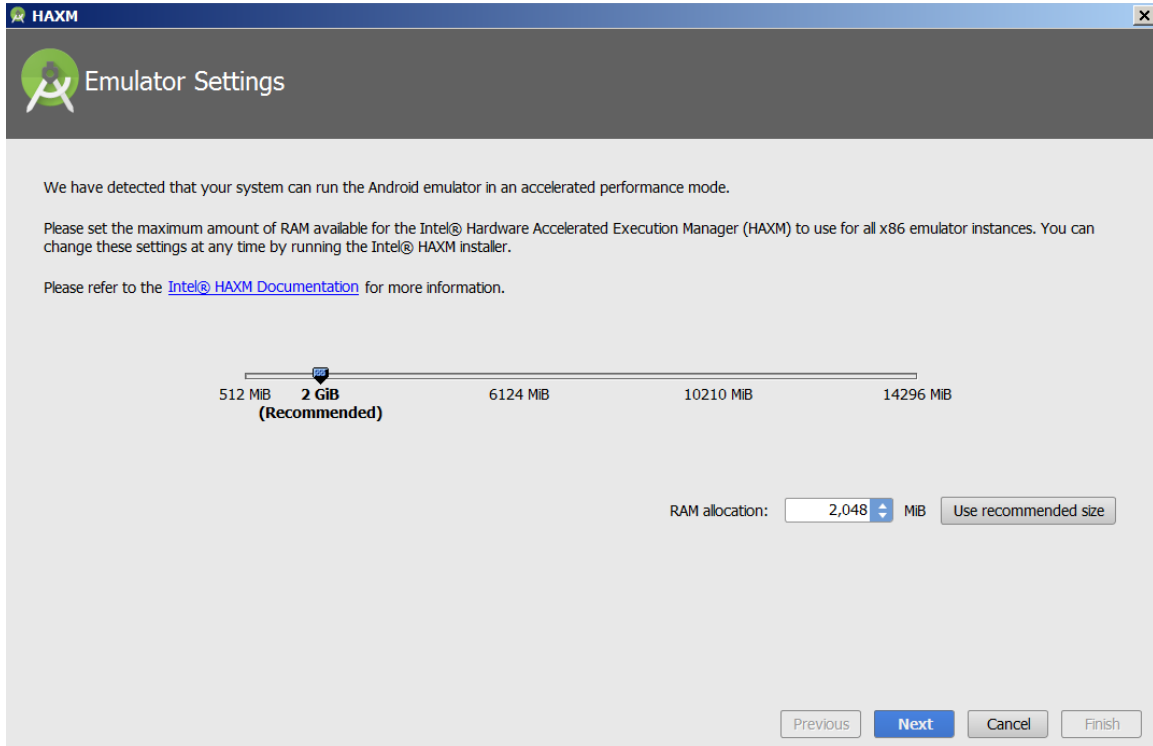 HAXM
Emulator Settings
We have detected that your system can run the Android emulator in an accelerated performance mode.
Please set the maximum amount of RAM available for the Intel® Hardware Accelerated Execution Manager (HAXM) to use for all x86 emulator instances. You can
change these settings at any time by running the Intel® HAXM installer.
Please refer to the Intel® HAXM Documentation for more information.
512 MiB 2 GiB 6124 MiB 10210 MiB 14296 MiB
(Recommended)
RAM allocation: 2,048 MiB Use recommended size
Previous Next Cancel Finish